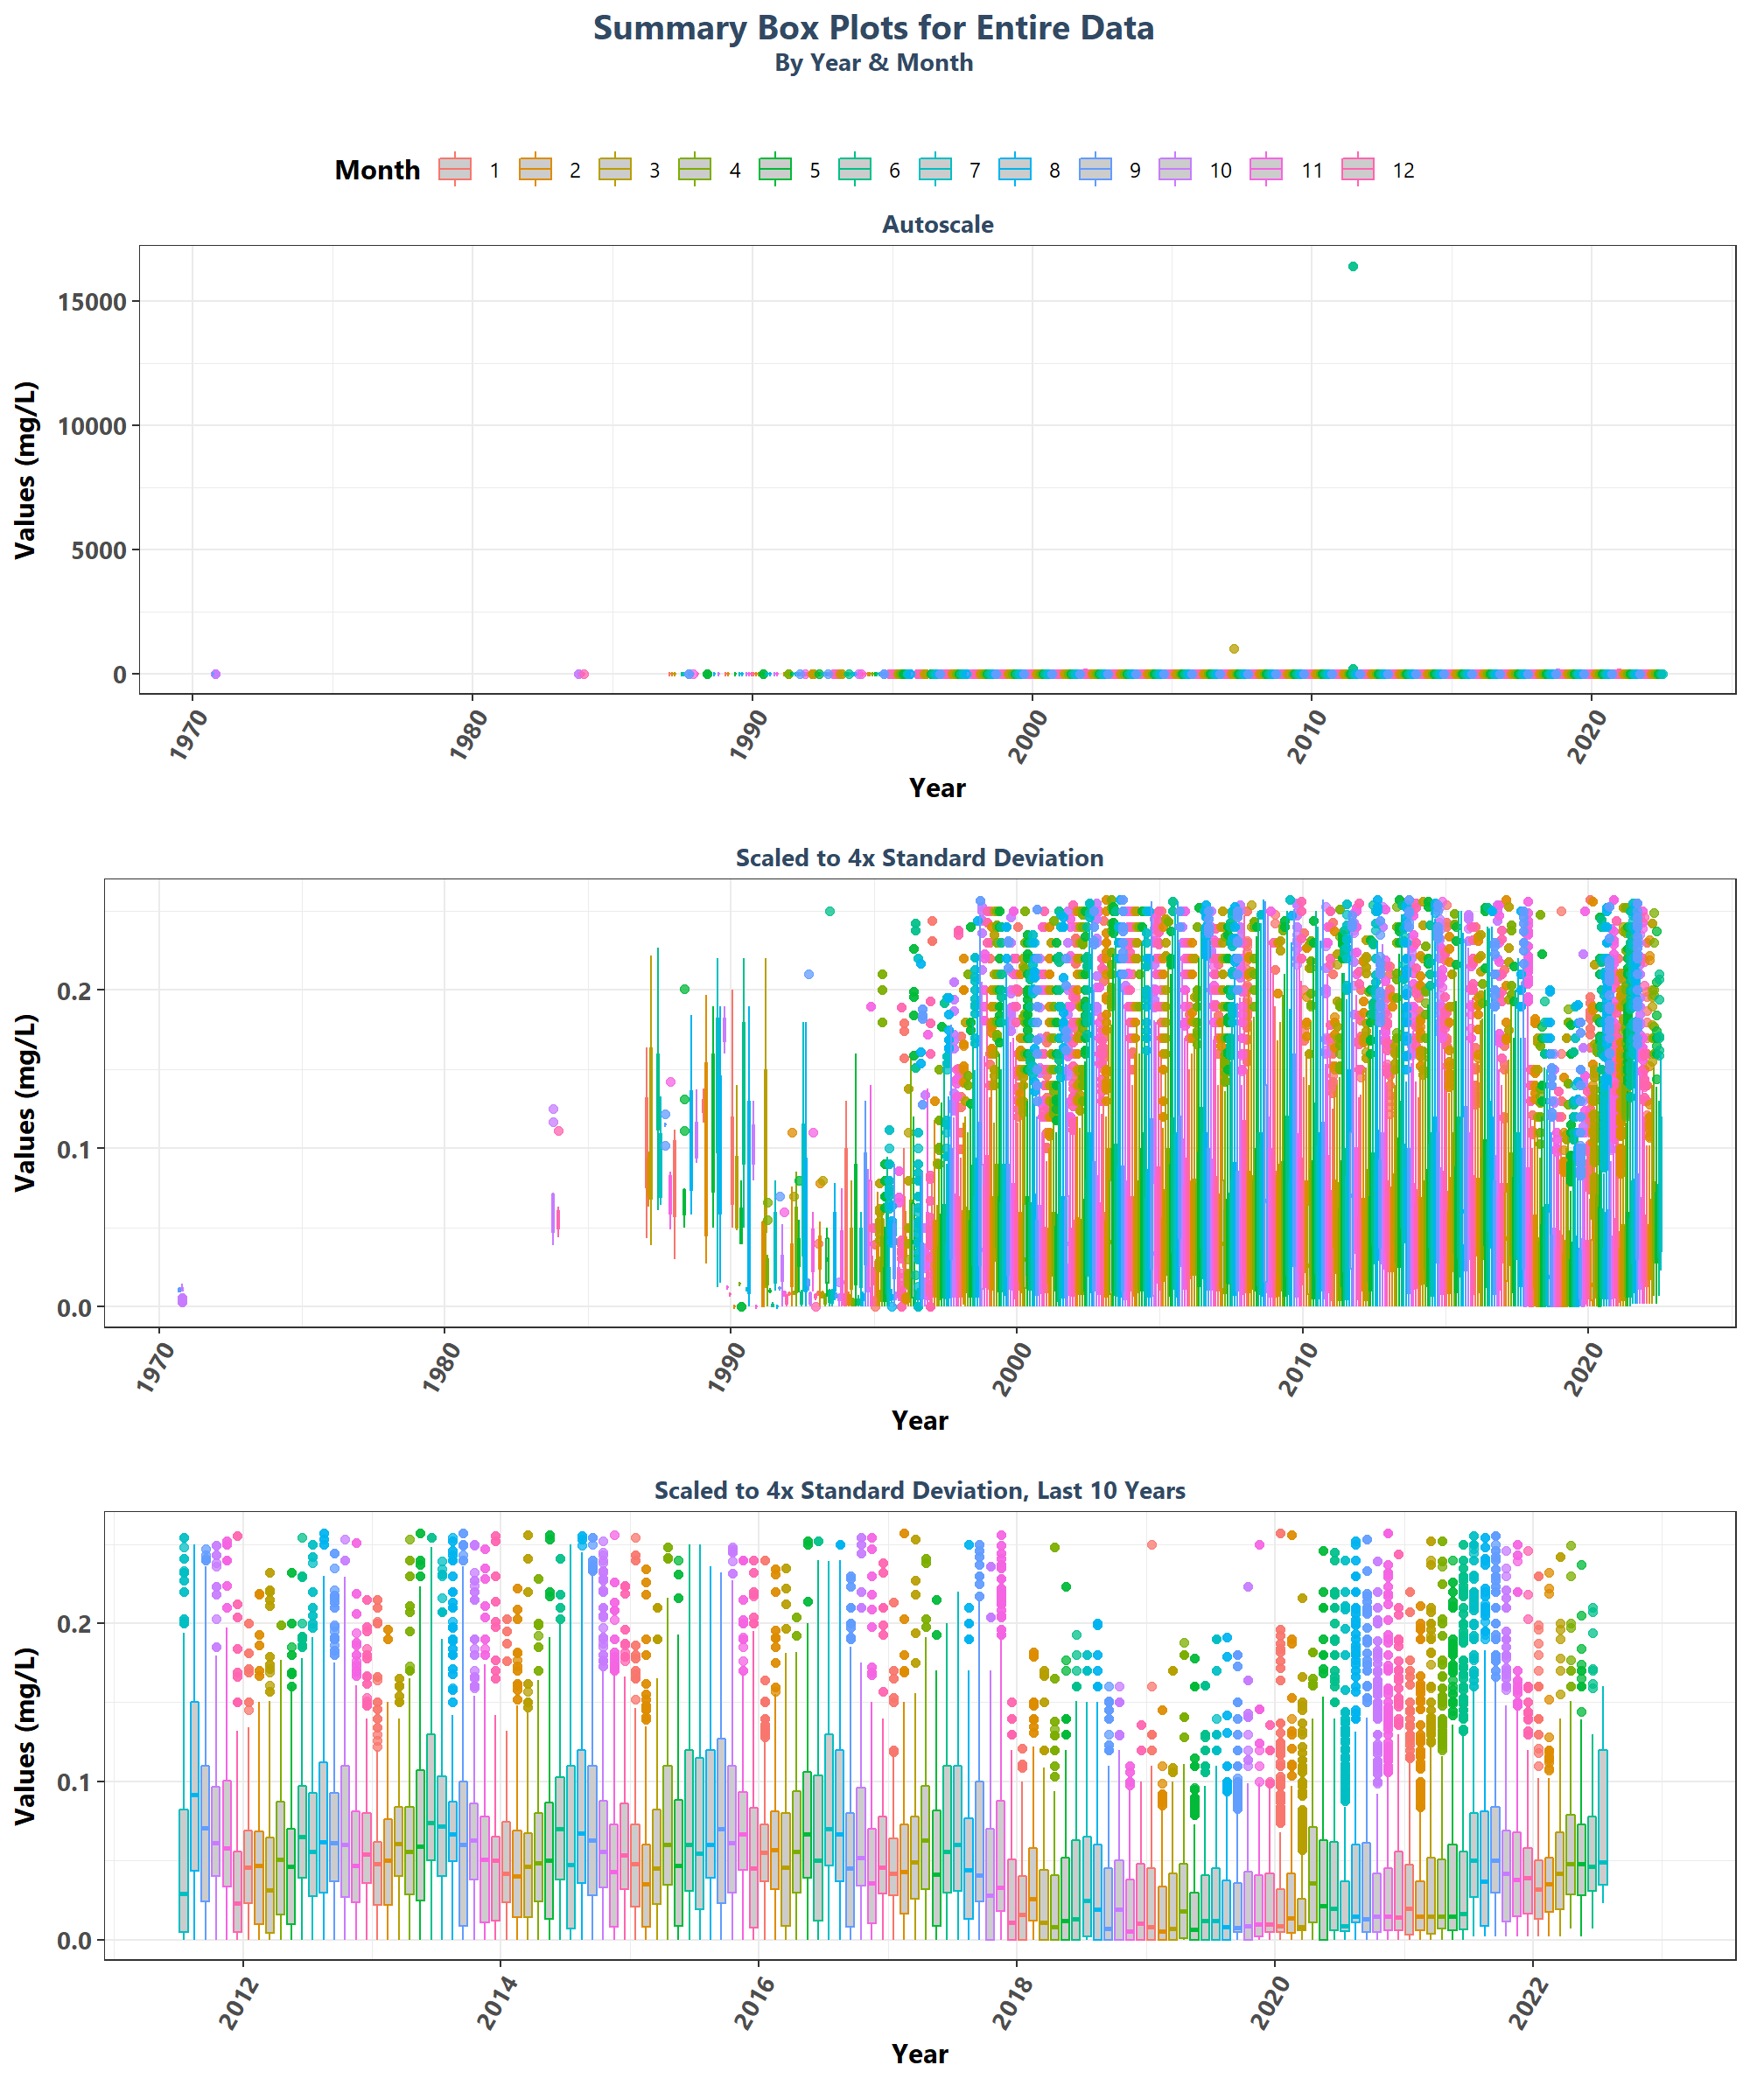 Summary Box Plots for Entire Data
By Year & Month
Month 1 2 3 4 5 6 7 8 9 10 11 12
Autoscale
Values (mg/L)
15000
10000
5000
0
1970 1980 1990 2000 2010 2020
Year
Scaled to 4x Standard Deviation
Values (mg/L)
0.2
0.1
0.0
1970 1980 1990 2000 2010 2020
Year
Scaled to 4x Standard Deviation, Last 10 Years
Values (mg/L)
0.2
0.1
0.0
2012 2014 2016 2018 2020 2022
Year